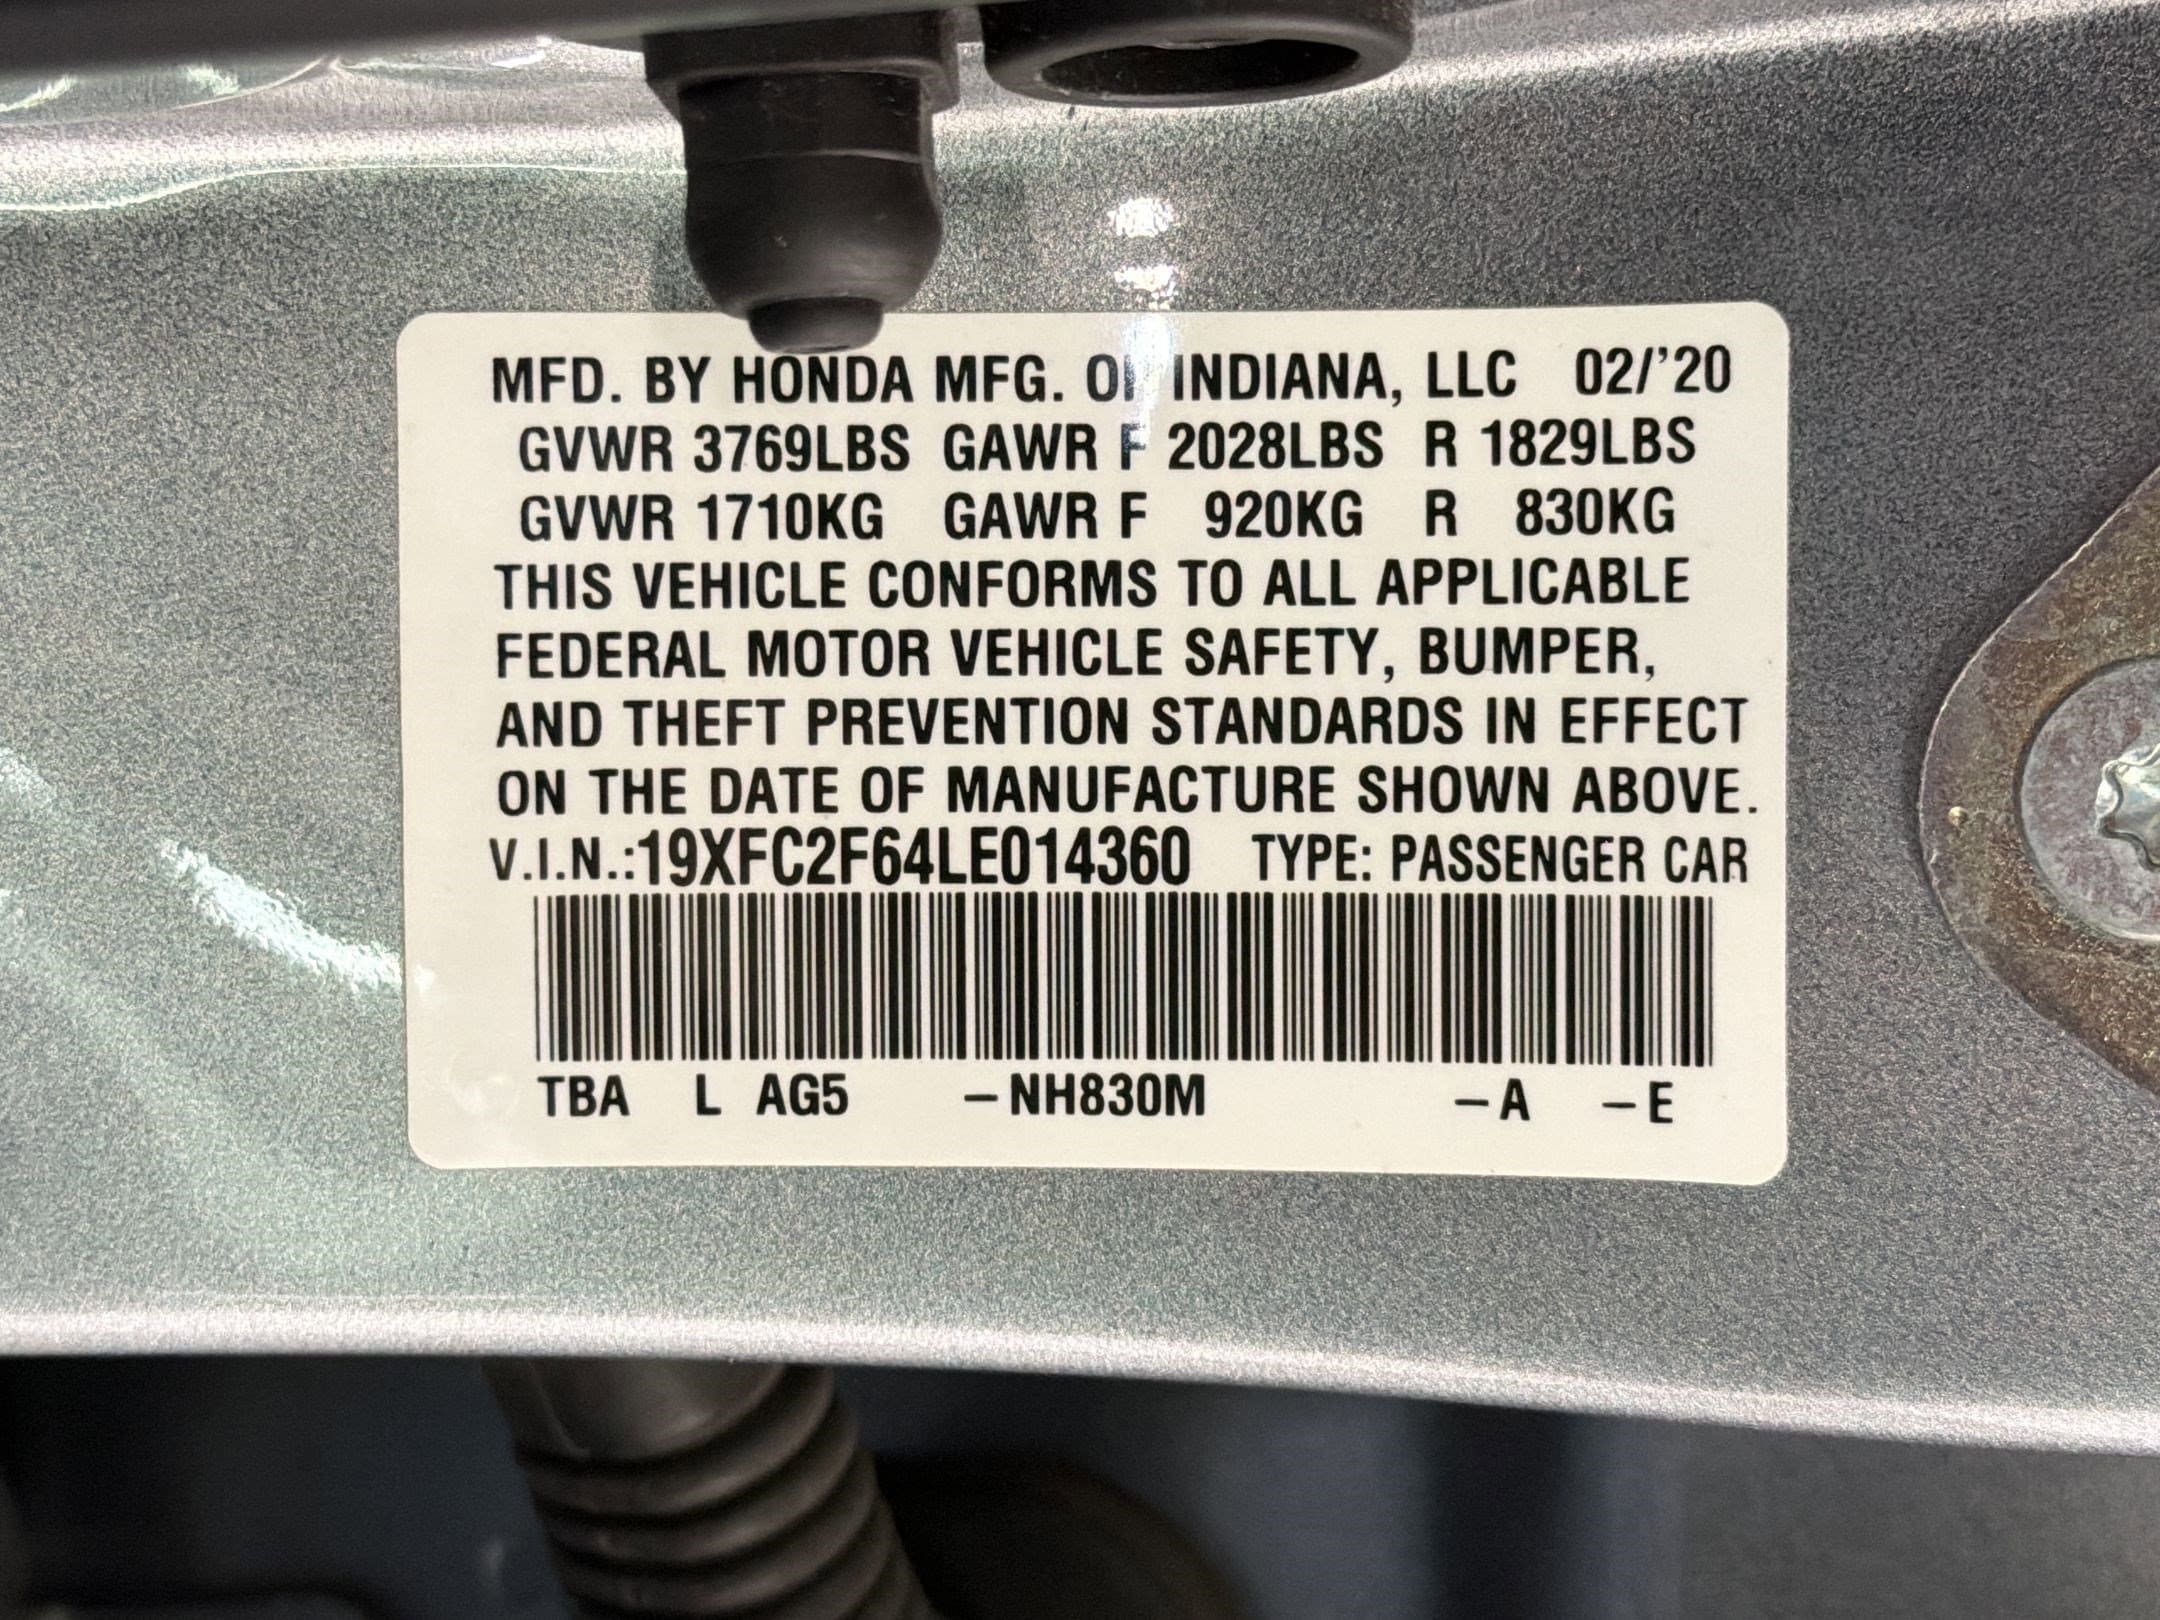 MFD. BY HONDA MFG. OF INDIANA, LLC 02/'20
GVWR 3769LBS GAWR F 2028LBS R 1829LBS
GVWR 1710KG GAWR F 920KG R 830KG
THIS VEHICLE CONFORMS TO ALL APPLICABLE
FEDERAL MOTOR VEHICLE SAFETY, BUMPER,
AND THEFT PREVENTION STANDARDS IN EFFECT
ON THE DATE OF MANUFACTURE SHOWN ABOVE.
V.I.N.:19XFC2F64LE014360 TYPE: PASSENGER CAR
TBA L AG5 –NH830M –A –E